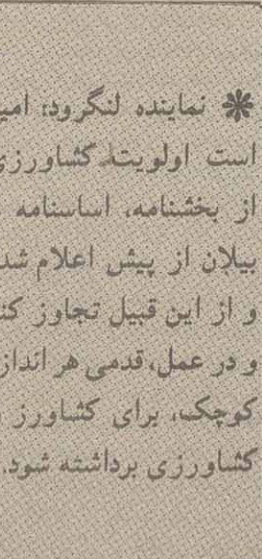 ❋ نماینده لنگرود: امی
است اولویت کشاورزی
از بخشنامه، اساسنامه
بیلان از پیش اعلام شد
و از این قبیل تجاوز کن
و در عمل، قدمی هر انداز
کوچک، برای کشاورز
کشاورزی برداشته شود.